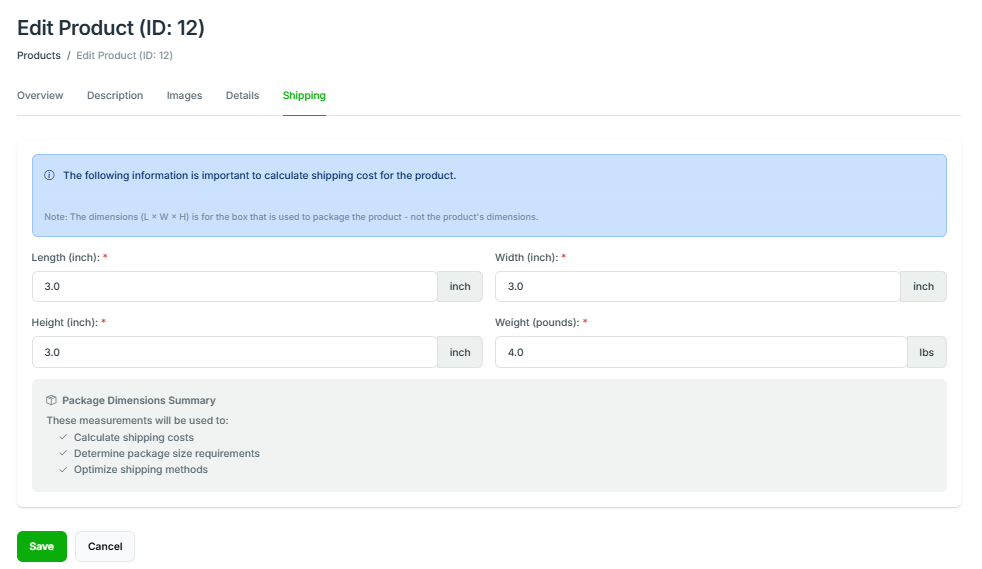 Edit Product (ID: 12)
Products / Edit Product (ID: 12)
Overview Description Images Details Shipping
The following information is important to calculate shipping cost for the product.
Note: The dimensions (L × W × H) is for the box that is used to package the product - not the product's dimensions.
Length (inch): * Width (inch): *
3.0 inch 3.0 inch
Height (inch): * Weight (pounds): *
3.0 inch 4.0 lbs
Package Dimensions Summary
These measurements will be used to:
Calculate shipping costs
Determine package size requirements
Optimize shipping methods
Save Cancel